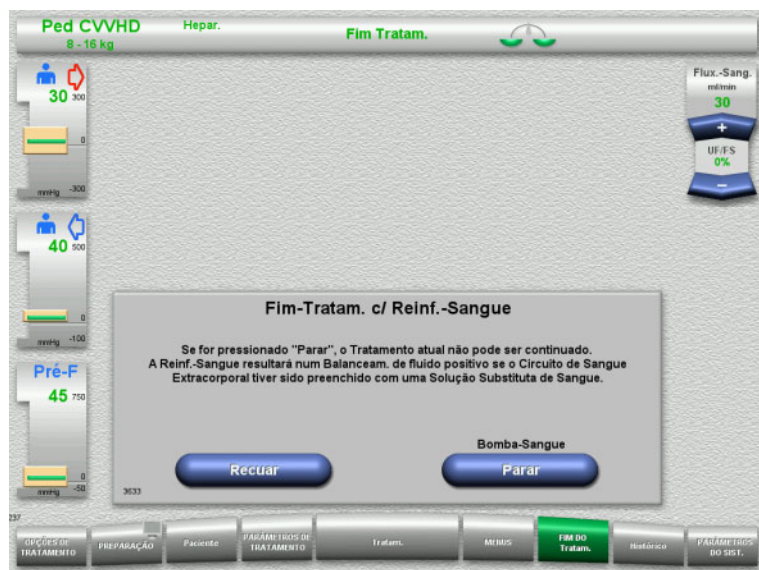 Ped CVVHD
8 - 16 kg
Hepar.
Fim Tratam.
30 300
0
mmHg -300
40 500
0
mmHg -100
Pré-F
45 750
0
mmHg -50
Flux.-Sang.
ml/min
30
+
UF/FS
0%
−
Fim-Tratam. c/ Reinf.-Sangue
Se for pressionado "Parar", o Tratamento atual não pode ser continuado.
A Reinf.-Sangue resultará num Balanceam. de fluido positivo se o Circuito de Sangue
Extracorporal tiver sido preenchido com uma Solução Substituta de Sangue.
Bomba-Sangue
Recuar
Parar
3633
237
OPÇÕES DE
TRATAMENTO
PREPARAÇÃO
Paciente
PARÂMETROS DE
TRATAMENTO
Tratam.
MENUS
FIM DO
Tratam.
Histórico
PARÂMETROS
DO SIST.